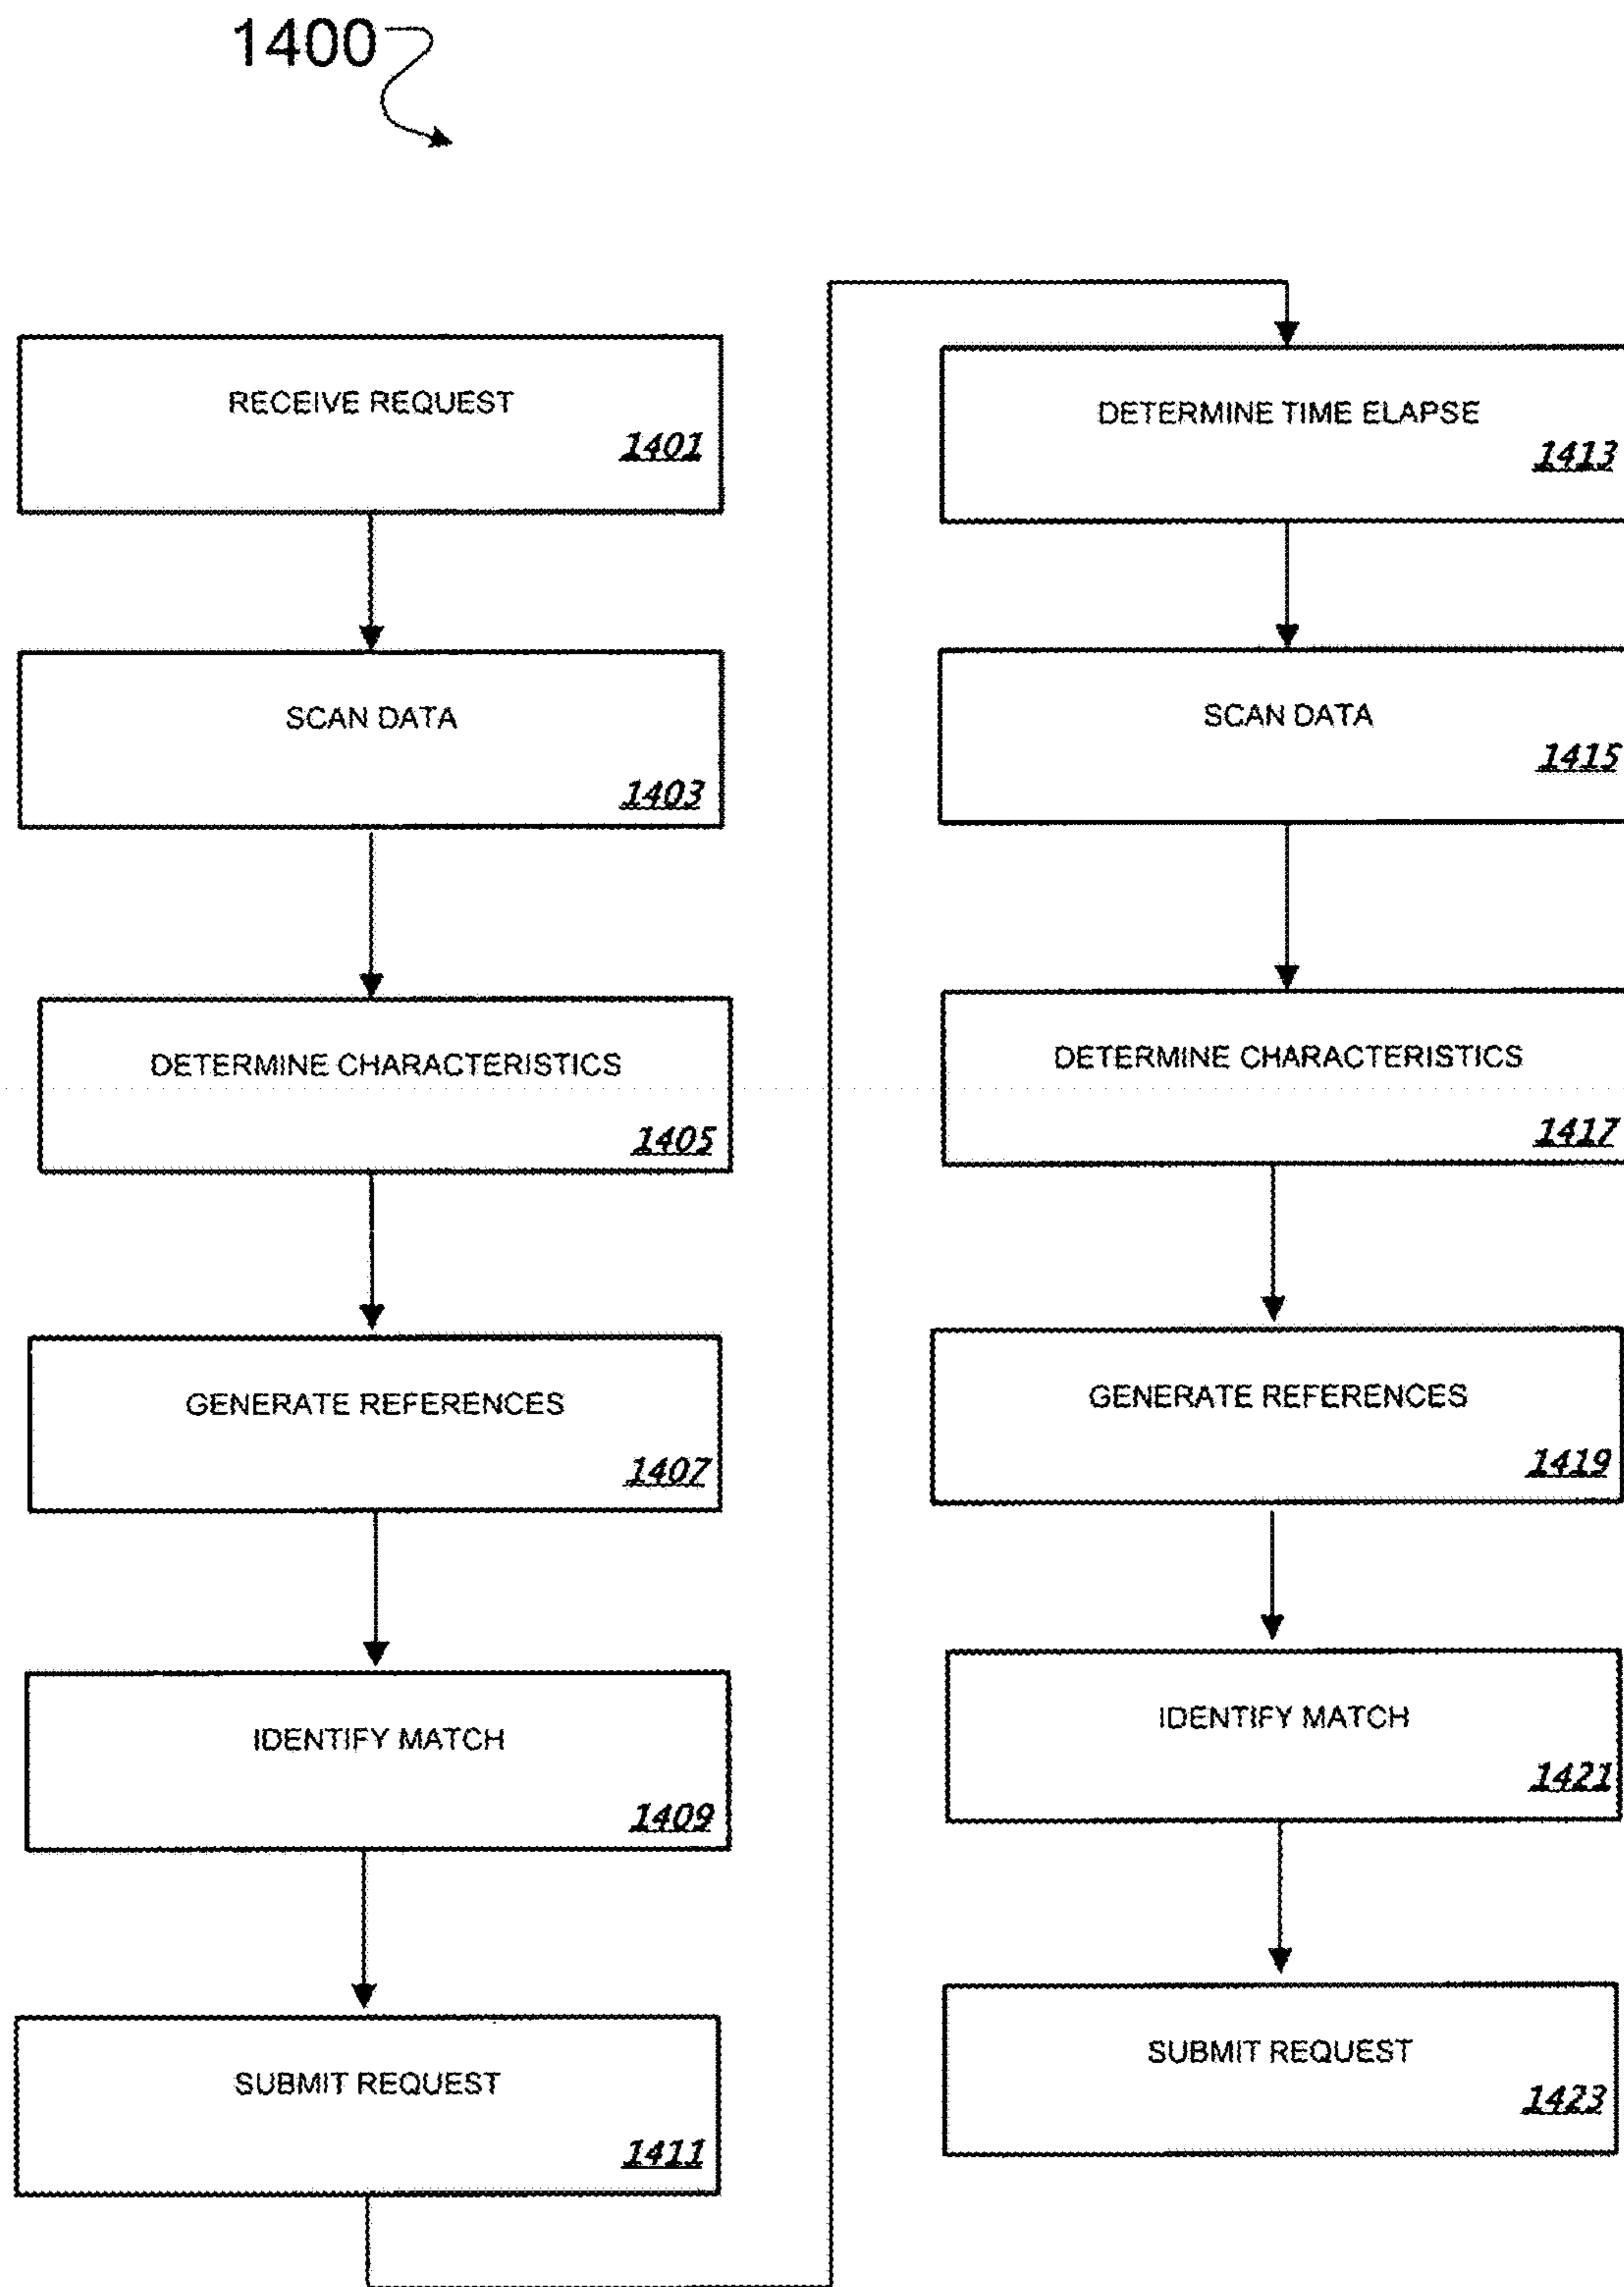 1400
RECEIVE REQUEST
1401
SCAN DATA
1403
DETERMINE CHARACTERISTICS
1405
GENERATE REFERENCES
1407
IDENTIFY MATCH
1409
SUBMIT REQUEST
1411
DETERMINE TIME ELAPSE
1413
SCAN DATA
1415
DETERMINE CHARACTERISTICS
1417
GENERATE REFERENCES
1419
IDENTIFY MATCH
1421
SUBMIT REQUEST
1423